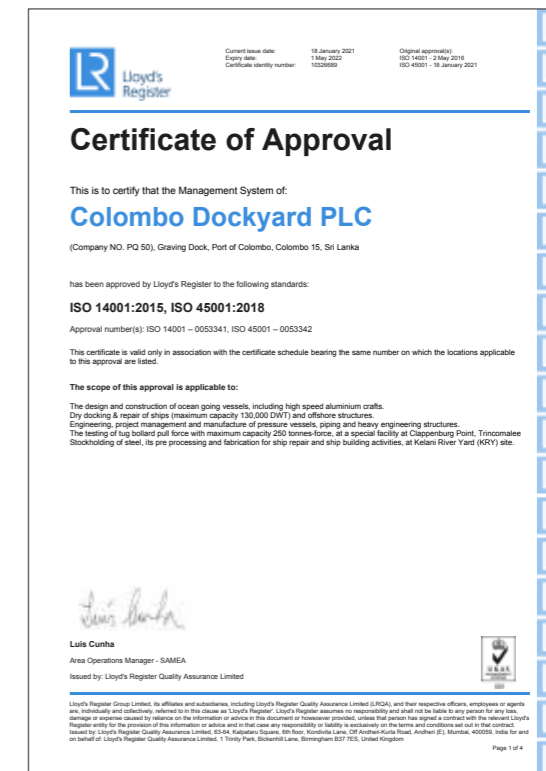 LR
Lloyd's
Register
Current issue date: 18 January 2021
Expiry date: 1 May 2022
Certificate identity number: 10326689
Original approval(s):
ISO 14001 - 2 May 2016
ISO 45001 - 18 January 2021
Certificate of Approval
This is to certify that the Management System of:
Colombo Dockyard PLC
(Company NO. PQ 50), Graving Dock, Port of Colombo, Colombo 15, Sri Lanka
has been approved by Lloyd's Register to the following standards:
ISO 14001:2015, ISO 45001:2018
Approval number(s): ISO 14001 – 0053341, ISO 45001 – 0053342
This certificate is valid only in association with the certificate schedule bearing the same number on which the locations applicable
to this approval are listed.
The scope of this approval is applicable to:
The design and construction of ocean going vessels, including high speed aluminium crafts.
Dry docking & repair of ships (maximum capacity 130,000 DWT) and offshore structures.
Engineering, project management and manufacture of pressure vessels, piping and heavy engineering structures.
The testing of tug bollard pull force with maximum capacity 250 tonnes-force, at a special facility at Clappenburg Point, Trincomalee
Stockholding of steel, its pre processing and fabrication for ship repair and ship building activities, at Kelani River Yard (KRY) site.
Luis Cunha
Luis Cunha
Area Operations Manager - SAMEA
Issued by: Lloyd's Register Quality Assurance Limited
UKAS
Lloyd's Register Group Limited, its affiliates and subsidiaries, including Lloyd's Register Quality Assurance Limited (LRQA), and their respective officers, employees or agents
are, individually and collectively, referred to in this clause as 'Lloyd's Register'. Lloyd's Register assumes no responsibility and shall not be liable to any person for any loss,
damage or expense caused by reliance on the information or advice in this document or howsoever provided, unless that person has signed a contract with the relevant Lloyd's
Register entity for the provision of this information or advice and in that case any responsibility or liability is exclusively on the terms and conditions set out in that contract.
Issued by: Lloyd's Register Quality Assurance Limited, 63-64, Kalpataru Square, 6th floor, Kondivita Lane, Off Andheri-Kurla Road, Andheri (E), Mumbai, 400059, India for and
on behalf of: Lloyd's Register Quality Assurance Limited, 1 Trinity Park, Bickenhill Lane, Birmingham B37 7ES, United Kingdom
Page 1 of 4